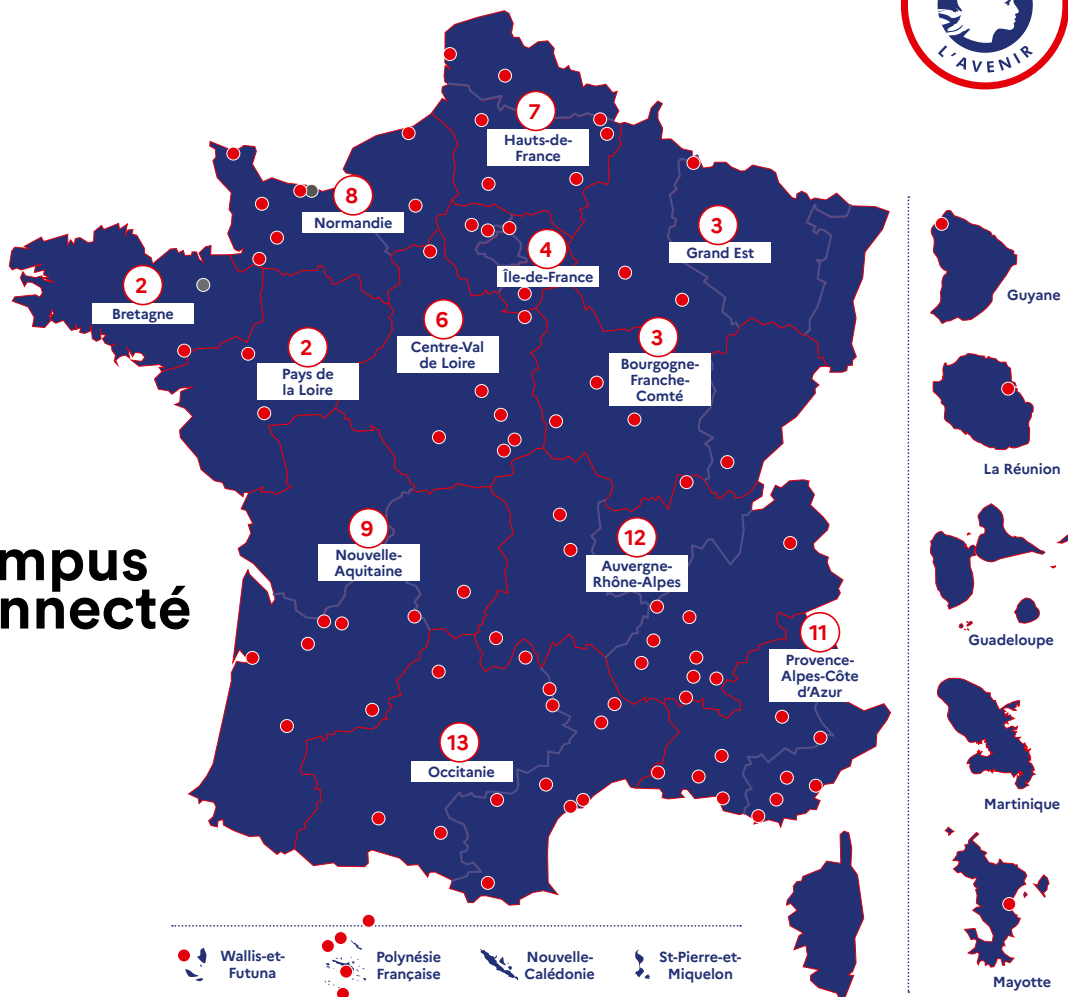 L'AVENIR
7
Hauts-de-
France
8
Normandie
3
Grand Est
4
Île-de-France
2
Bretagne
6
Centre-Val
de Loire
2
Pays de
la Loire
3
Bourgogne-
Franche-
Comté
9
Nouvelle-
Aquitaine
12
Auvergne-
Rhône-Alpes
11
Provence-
Alpes-Côte
d'Azur
13
Occitanie
mpus
nnecté
Guyane
La Réunion
Guadeloupe
Martinique
Mayotte
Wallis-et-
Futuna
Polynésie
Française
Nouvelle-
Calédonie
St-Pierre-et-
Miquelon